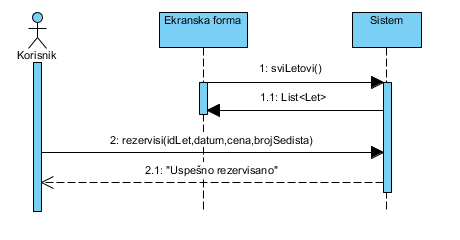 Ekranska forma
Sistem
Korisnik
1: sviLetovi()
1.1: List<Let>
2: rezervisi(idLet,datum,cena,brojSedista)
2.1: "Uspešno rezervisano"